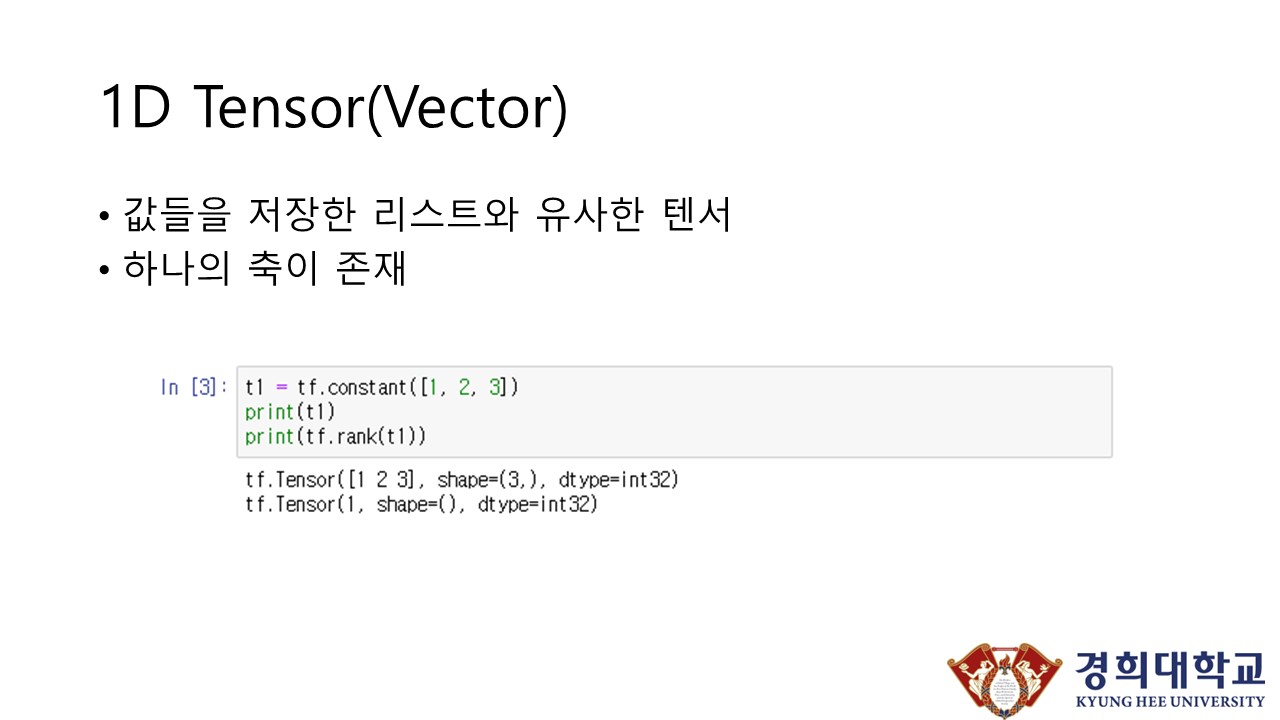 1D Tensor(Vector)
• 값들을 저장한 리스트와 유사한 텐서
• 하나의 축이 존재
In [3]: t1 = tf.constant([1, 2, 3])
print(t1)
print(tf.rank(t1))
tf.Tensor([1 2 3], shape=(3,), dtype=int32)
tf.Tensor(1, shape=(), dtype=int32)
경희대학교
KYUNG HEE UNIVERSITY